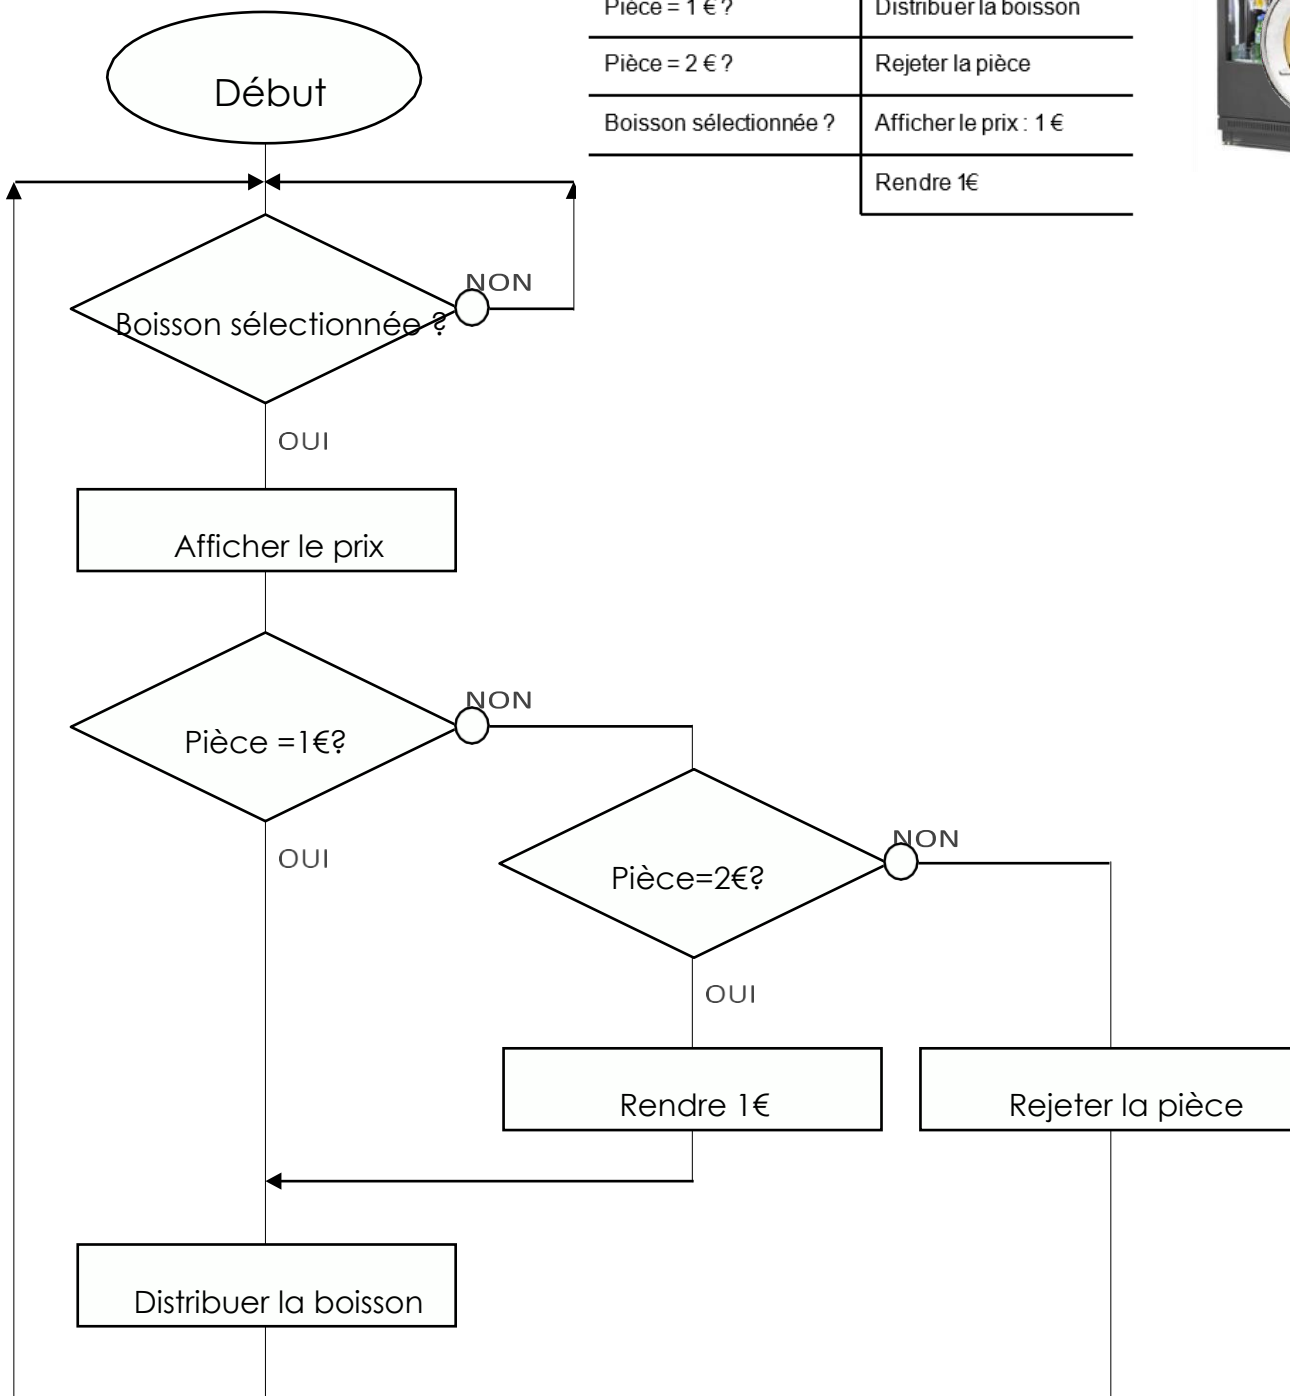 Pièce = 1 € ?
Distribuer la boisson
Pièce = 2 € ?
Rejeter la pièce
Boisson sélectionnée ?
Afficher le prix : 1 €
Rendre 1€
Début
NON
Boisson sélectionnée ?
OUI
Afficher le prix
NON
Pièce =1€?
OUI
NON
Pièce=2€?
OUI
Rendre 1€
Rejeter la pièce
Distribuer la boisson